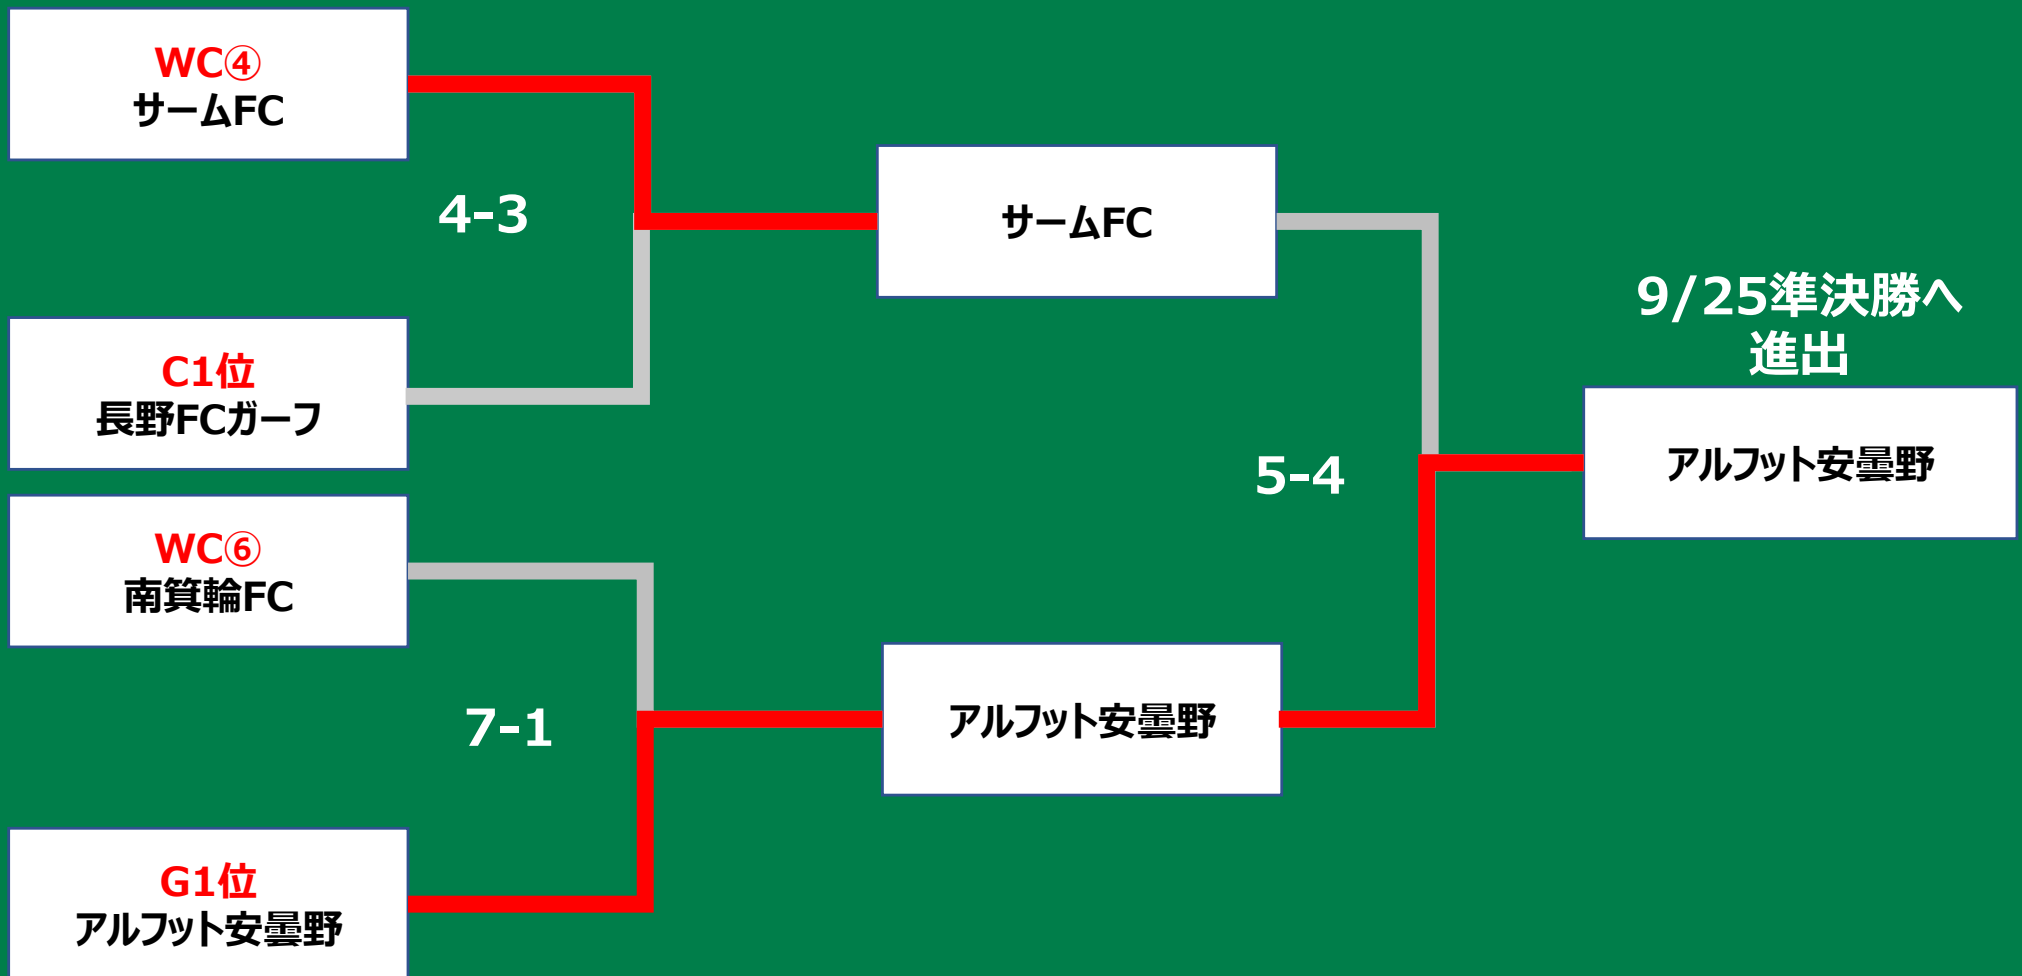 WC④
サームFC
4-3
C1位
長野FCガーフ
WC⑥
南箕輪FC
7-1
G1位
アルフット安曇野
サームFC
5-4
アルフット安曇野
9/25準決勝へ
進出
アルフット安曇野